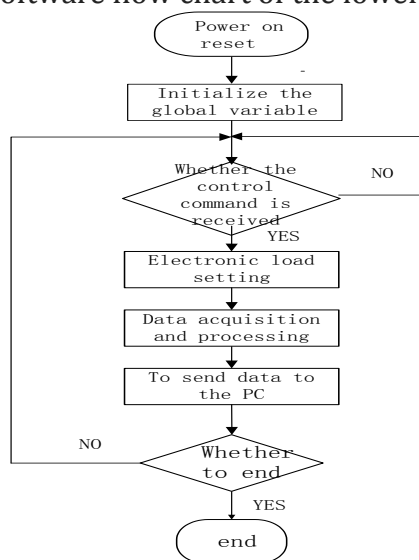 oftware flow chart of the lower
Power on
reset
Initialize the
global variable
Whether the
control
command is
received
NO
YES
Electronic load
setting
Data acquisition
and processing
To send data to
the PC
NO
Whether
to end
YES
end